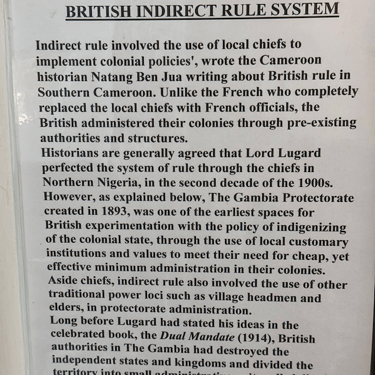 BRITISH INDIRECT RULE SYSTEM
Indirect rule involved the use of local chiefs to
implement colonial policies', wrote the Cameroon
historian Natang Ben Jua writing about British rule in
Southern Cameroon. Unlike the French who completely
replaced the local chiefs with French officials, the
British administered their colonies through pre-existing
authorities and structures.
Historians are generally agreed that Lord Lugard
perfected the system of rule through the chiefs in
Northern Nigeria, in the second decade of the 1900s.
However, as explained below, The Gambia Protectorate
created in 1893, was one of the earliest spaces for
British experimentation with the policy of indigenizing
of the colonial state, through the use of local customary
institutions and values to meet their need for cheap, yet
effective minimum administration in their colonies.
Aside chiefs, indirect rule also involved the use of other
traditional power loci such as village headmen and
elders, in protectorate administration.
Long before Lugard had stated his ideas in the
celebrated book, the Dual Mandate (1914), British
authorities in The Gambia had destroyed the
independent states and kingdoms and divided the
territory into small